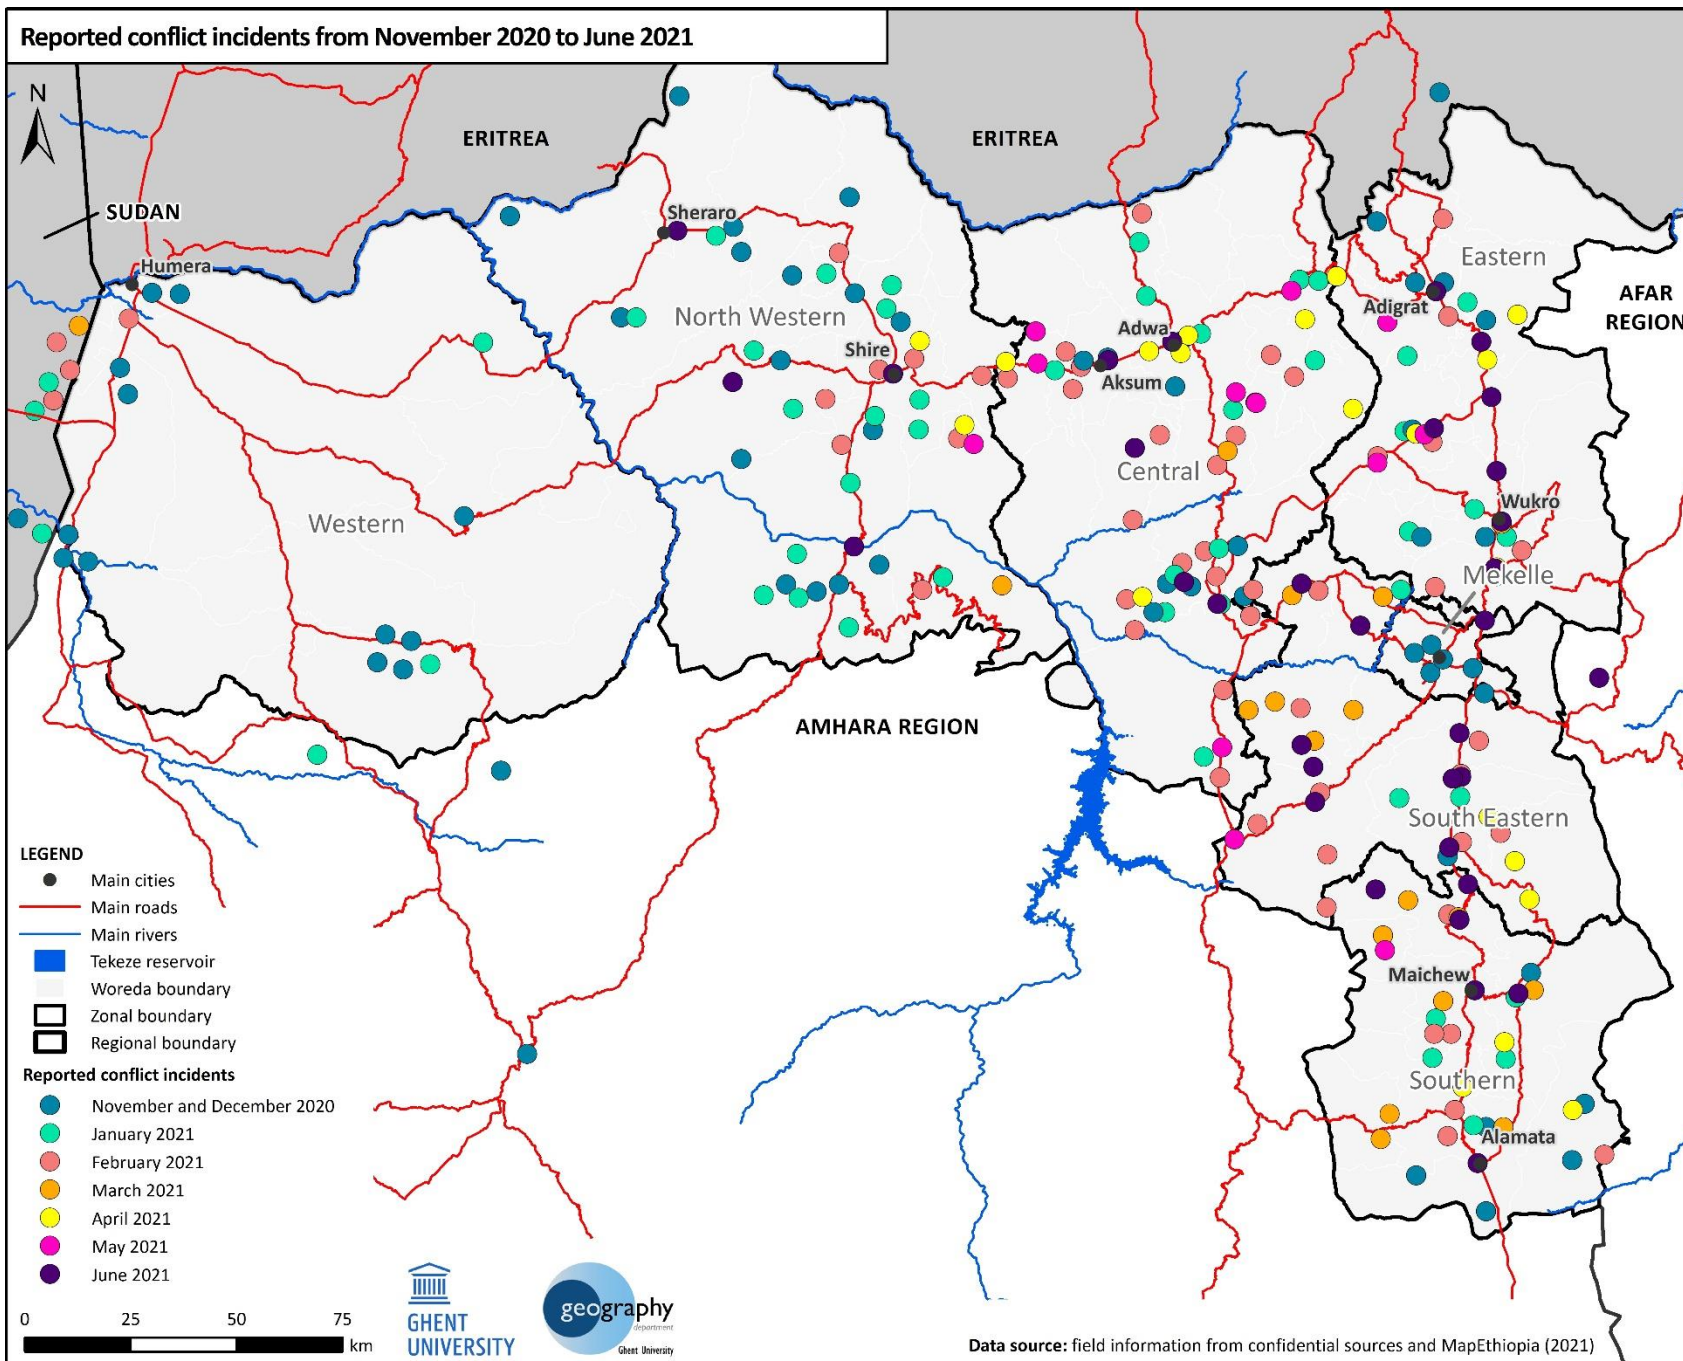 Reported conflict incidents from November 2020 to June 2021
N
ERITREA
ERITREA
SUDAN
Sheraro
Humera
Eastern
AFAR
REGION
North Western
Adigrat
Adwa
Shire
Aksum
Central
Wukro
Western
Mekelle
AMHARA REGION
South Eastern
Maichew
Southern
Alamata
LEGEND
Main cities
Main roads
Main rivers
Tekeze reservoir
Woreda boundary
Zonal boundary
Regional boundary
Reported conflict incidents
November and December 2020
January 2021
February 2021
March 2021
April 2021
May 2021
June 2021
0 25 50 75
km
GHENT
UNIVERSITY
geography
department
Ghent University
Data source: field information from confidential sources and MapEthiopia (2021)